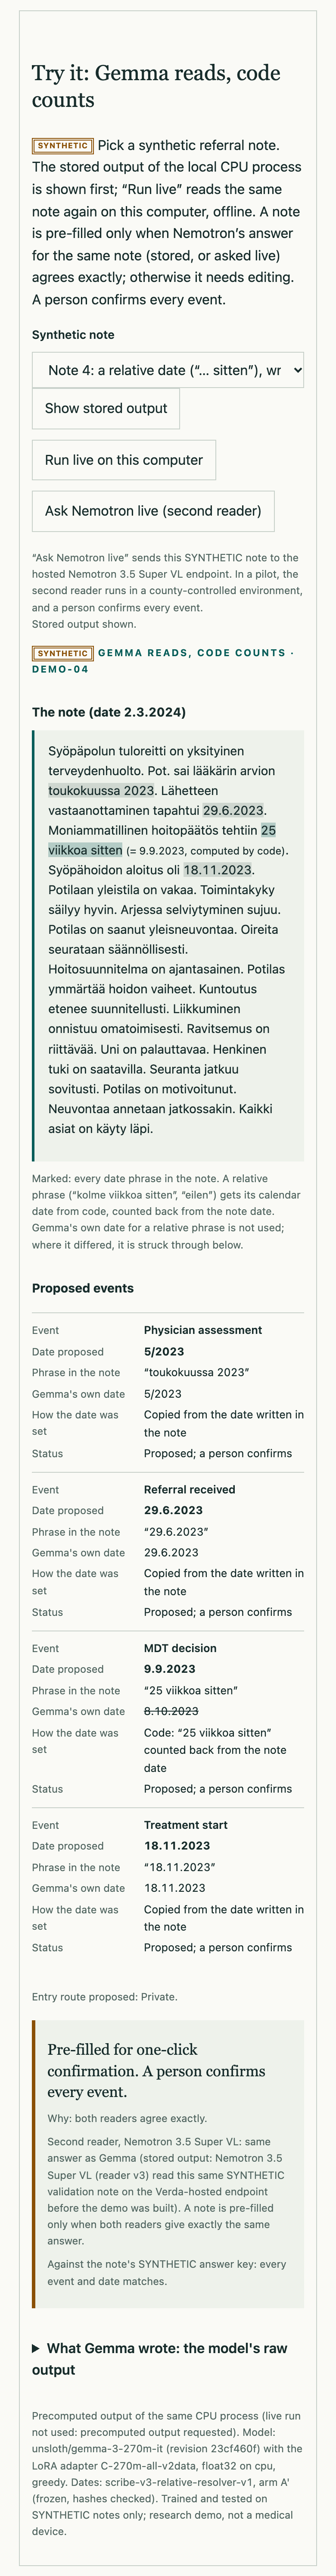 Try it: Gemma reads, code
counts
SYNTHETIC Pick a synthetic referral note.
The stored output of the local CPU process
is shown first; “Run live” reads the same
note again on this computer, offline. A note
is pre-filled only when Nemotron’s answer
for the same note (stored, or asked live)
agrees exactly; otherwise it needs editing.
A person confirms every event.
Synthetic note
Note 4: a relative date (“... sitten”), wr
Show stored output
Run live on this computer
Ask Nemotron live (second reader)
“Ask Nemotron live” sends this SYNTHETIC note to the
hosted Nemotron 3.5 Super VL endpoint. In a pilot, the
second reader runs in a county-controlled environment,
and a person confirms every event.
Stored output shown.
SYNTHETIC GEMMA READS, CODE COUNTS ·
DEMO-04
The note (date 2.3.2024)
Syöpäpolun tuloreitti on yksityinen
terveydenhuolto. Pot. sai lääkärin arvion
toukokuussa 2023. Lähetteen
vastaanottaminen tapahtui 29.6.2023.
Moniammatillinen hoitopäätös tehtiin 25
viikkoa sitten (= 9.9.2023, computed by code).
Syöpähoidon aloitus oli 18.11.2023.
Potilaan yleistila on vakaa. Toimintakyky
säilyy hyvin. Arjessa selviytyminen sujuu.
Potilas on saanut yleisneuvontaa. Oireita
seurataan säännöllisesti.
Hoitosuunnitelma on ajantasainen. Potilas
ymmärtää hoidon vaiheet. Kuntoutus
etenee suunnitellusti. Liikkuminen
onnistuu omatoimisesti. Ravitsemus on
riittävää. Uni on palauttavaa. Henkinen
tuki on saatavilla. Seuranta jatkuu
sovitusti. Potilas on motivoitunut.
Neuvontaa annetaan jatkossakin. Kaikki
asiat on käyty läpi.
Marked: every date phrase in the note. A relative
phrase (“kolme viikkoa sitten”, “eilen”) gets its calendar
date from code, counted back from the note date.
Gemma's own date for a relative phrase is not used;
where it differed, it is struck through below.
Proposed events
Event Physician assessment
Date proposed 5/2023
Phrase in the note “toukokuussa 2023”
Gemma's own date 5/2023
How the date was set Copied from the date written in
the note
Status Proposed; a person confirms
Event Referral received
Date proposed 29.6.2023
Phrase in the note “29.6.2023”
Gemma's own date 29.6.2023
How the date was set Copied from the date written in
the note
Status Proposed; a person confirms
Event MDT decision
Date proposed 9.9.2023
Phrase in the note “25 viikkoa sitten”
Gemma's own date 8.10.2023
How the date was set Code: “25 viikkoa sitten”
counted back from the note
date
Status Proposed; a person confirms
Event Treatment start
Date proposed 18.11.2023
Phrase in the note “18.11.2023”
Gemma's own date 18.11.2023
How the date was set Copied from the date written in
the note
Status Proposed; a person confirms
Entry route proposed: Private.
Pre-filled for one-click
confirmation. A person confirms
every event.
Why: both readers agree exactly.
Second reader, Nemotron 3.5 Super VL: same
answer as Gemma (stored output: Nemotron 3.5
Super VL (reader v3) read this same SYNTHETIC
validation note on the Verda-hosted endpoint
before the demo was built). A note is pre-filled
only when both readers give exactly the same
answer.
Against the note's SYNTHETIC answer key: every
event and date matches.
What Gemma wrote: the model's raw
output
Precomputed output of the same CPU process (live run
not used: precomputed output requested). Model:
unsloth/gemma-3-270m-it (revision 23cf460f) with the
LoRA adapter C-270m-all-v2data, float32 on cpu,
greedy. Dates: scribe-v3-relative-resolver-v1, arm A'
(frozen, hashes checked). Trained and tested on
SYNTHETIC notes only; research demo, not a medical
device.